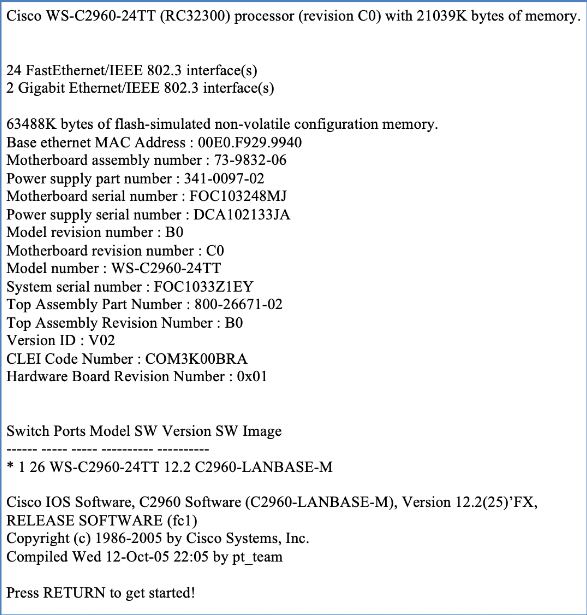 Cisco WS-C2960-24TT (RC32300) processor (revision C0) with 21039K bytes of memory.
24 FastEthernet/IEEE 802.3 interface(s)
2 Gigabit Ethernet/IEEE 802.3 interface(s)
63488K bytes of flash-simulated non-volatile configuration memory.
Base ethernet MAC Address : 00E0.F929.9940
Motherboard assembly number : 73-9832-06
Power supply part number : 341-0097-02
Motherboard serial number : FOC103248MJ
Power supply serial number : DCA102133JA
Model revision number : B0
Motherboard revision number : C0
Model number : WS-C2960-24TT
System serial number : FOC1033Z1EY
Top Assembly Part Number : 800-26671-02
Top Assembly Revision Number : B0
Version ID : V02
CLEI Code Number : COM3K00BRA
Hardware Board Revision Number : 0x01
Switch Ports Model SW Version SW Image
------ ----- ----- ---------- ----------
* 1 26 WS-C2960-24TT 12.2 C2960-LANBASE-M
Cisco IOS Software, C2960 Software (C2960-LANBASE-M), Version 12.2(25)’FX,
RELEASE SOFTWARE (fc1)
Copyright (c) 1986-2005 by Cisco Systems, Inc.
Compiled Wed 12-Oct-05 22:05 by pt_team
Press RETURN to get started!